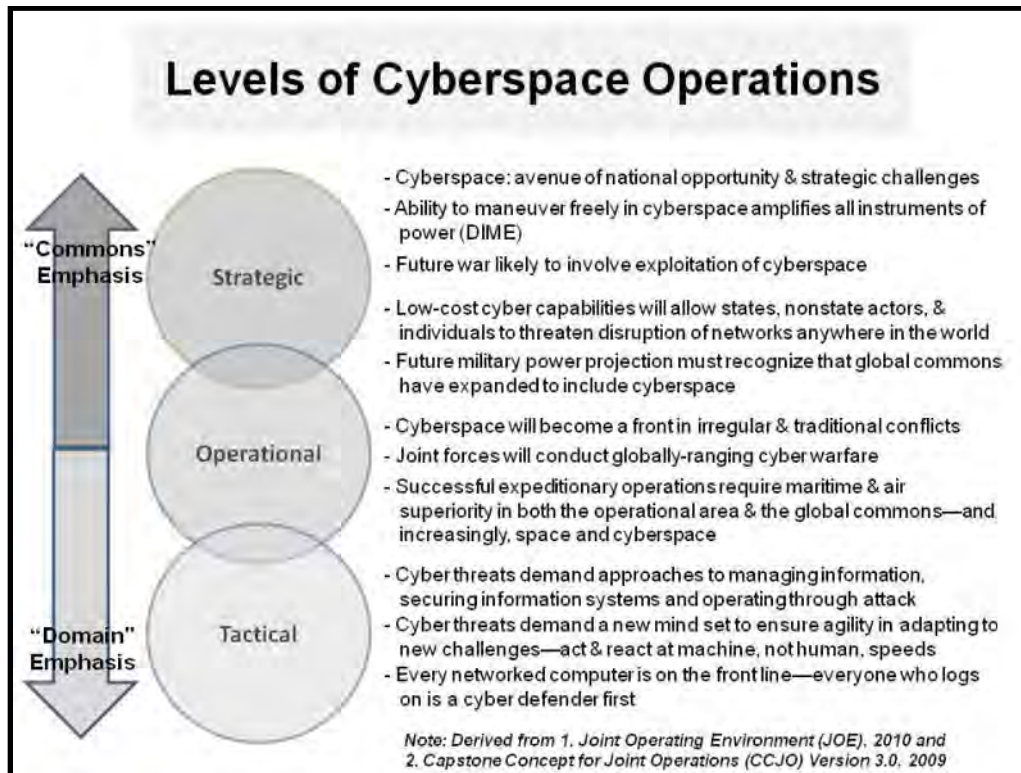 Levels of Cyberspace Operations
“Commons”
Emphasis
Strategic
- Cyberspace: avenue of national opportunity & strategic challenges
- Ability to maneuver freely in cyberspace amplifies all instruments of
power (DIME)
- Future war likely to involve exploitation of cyberspace
- Low-cost cyber capabilities will allow states, nonstate actors, &
individuals to threaten disruption of networks anywhere in the world
- Future military power projection must recognize that global commons
have expanded to include cyberspace
Operational
- Cyberspace will become a front in irregular & traditional conflicts
- Joint forces will conduct globally-ranging cyber warfare
- Successful expeditionary operations require maritime & air
superiority in both the operational area & the global commons—and
increasingly, space and cyberspace
“Domain”
Emphasis
Tactical
- Cyber threats demand approaches to managing information,
securing information systems and operating through attack
- Cyber threats demand a new mind set to ensure agility in adapting to
new challenges—act & react at machine, not human, speeds
- Every networked computer is on the front line—everyone who logs
on is a cyber defender first
Note: Derived from 1. Joint Operating Environment (JOE), 2010 and
2. Capstone Concept for Joint Operations (CCJO) Version 3.0, 2009